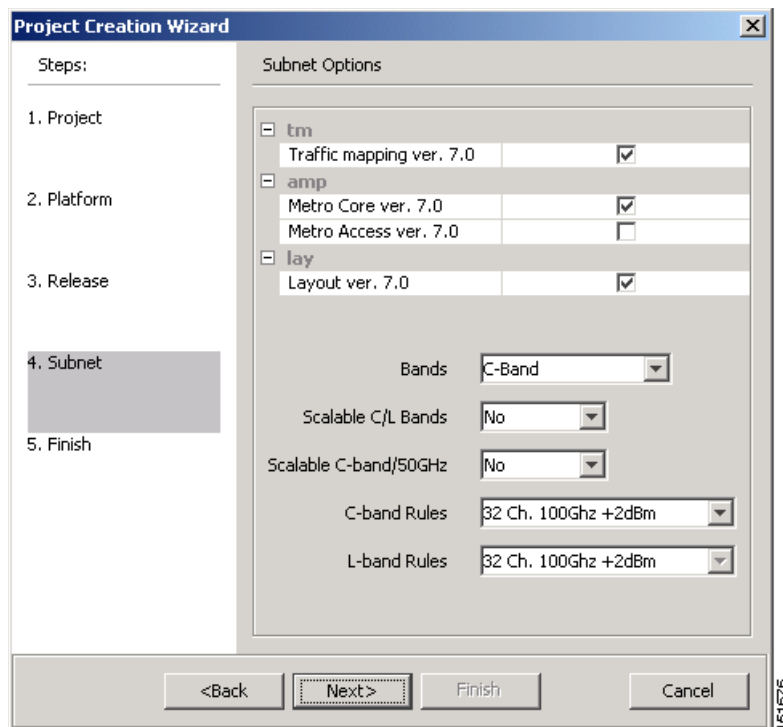 Project Creation Wizard
Steps:
Subnet Options
1. Project
2. Platform
3. Release
4. Subnet
5. Finish
tm
Traffic mapping ver. 7.0
amp
Metro Core ver. 7.0
Metro Access ver. 7.0
lay
Layout ver. 7.0
Bands C-Band
Scalable C/L Bands No
Scalable C-band/50GHz No
C-band Rules 32 Ch. 100Ghz +2dBm
L-band Rules 32 Ch. 100Ghz +2dBm
<Back Next> Finish Cancel